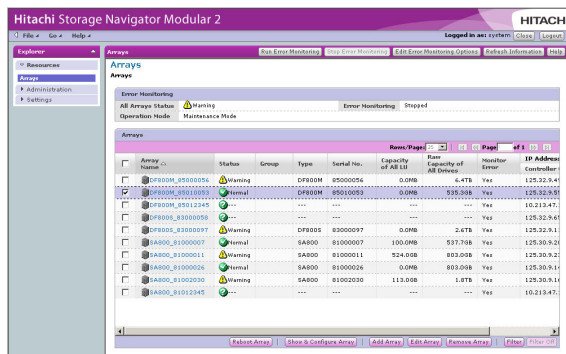 Hitachi Storage Navigator Modular 2
HITACH
File Go Help
Logged in as: system Close Logout
Explorer
Arrays
Run Error Monitoring Stop Error Monitoring Edit Error Monitoring Options Refresh Information Help
Resources
Arrays
Administration
Settings
Arrays
Arrays
Error Monitoring
All Arrays Status Warning Error Monitoring Stopped
Operation Mode Maintenance Mode
Arrays
Rows/Page: 25 Page of 1
Array Name Status Group Type Serial No. Capacity of All LU Raw Capacity of All Drives Monitor Error IP Address
Controller
DF800M_85000056 Warning DF800M 85000056 0.0MB 6.4TB Yes 125.32.9.4
DF800M_85010053 Normal DF800M 85010053 0.0MB 535.3GB Yes 125.32.9.5
DF800M_85012345 --- --- --- --- --- Yes 10.213.47.
DF800S_83000058 --- --- --- --- --- Yes 125.32.9.6
DF800S_83000097 Warning DF800S 83000097 0.0MB 2.6TB Yes 125.32.9.1
SA800_81000007 Normal SA800 81000007 100.0MB 537.7GB Yes 125.30.9.2
SA800_81000011 Warning SA800 81000011 524.0GB 803.0GB Yes 125.30.9.2
SA800_81000026 Normal SA800 81000026 0.0MB 803.0GB Yes 125.30.9.1
SA800_81002030 Warning SA800 81002030 113.0GB 1.8TB Yes 125.30.9.1
SA800_81012345 --- --- --- --- --- Yes 10.213.47.
Reboot Array Show & Configure Array Add Array Edit Array Remove Array Filter Filter Off